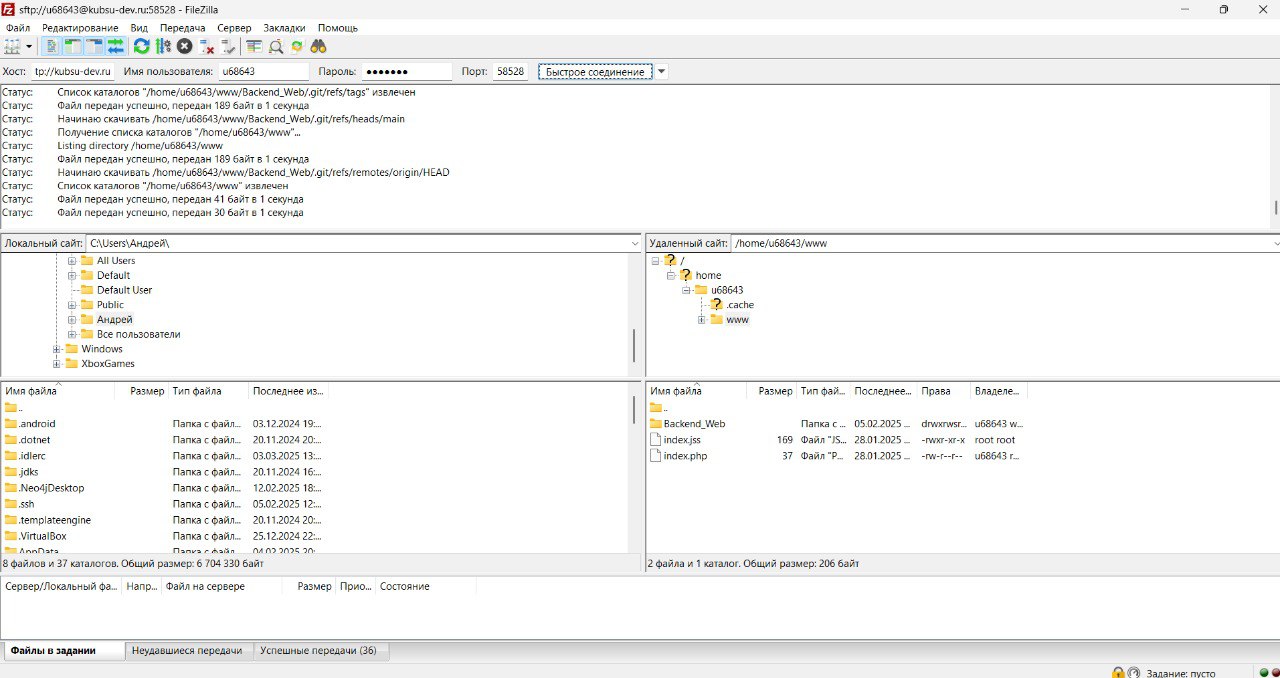 sftp://u68643@kubsu-dev.ru:58528 - FileZilla
Файл Редактирование Вид Передача Сервер Закладки Помощь
Хост: tp://kubsu-dev.ru Имя пользователя: u68643 Пароль: ●●●●●●● Порт: 58528 Быстрое соединение
Статус: Список каталогов "/home/u68643/www/Backend_Web/.git/refs/tags" извлечен
Статус: Файл передан успешно, передан 189 байт в 1 секунда
Статус: Начинаю скачивать /home/u68643/www/Backend_Web/.git/refs/heads/main
Статус: Получение списка каталогов "/home/u68643/www"...
Статус: Listing directory /home/u68643/www
Статус: Файл передан успешно, передан 189 байт в 1 секунда
Статус: Начинаю скачивать /home/u68643/www/Backend_Web/.git/refs/remotes/origin/HEAD
Статус: Список каталогов "/home/u68643/www" извлечен
Статус: Файл передан успешно, передан 41 байт в 1 секунда
Статус: Файл передан успешно, передан 30 байт в 1 секунда
Локальный сайт: C:\Users\Андрей\
All Users
Default
Default User
Public
Андрей
Все пользователи
Windows
XboxGames
Удаленный сайт: /home/u68643/www
/
home
u68643
.cache
www
Имя файла Размер Тип файла Последнее из...
..
.android Папка с файл... 03.12.2024 19:...
.dotnet Папка с файл... 20.11.2024 20:...
.idlerc Папка с файл... 03.03.2025 13:...
.jdks Папка с файл... 20.11.2024 16:...
.Neo4jDesktop Папка с файл... 12.02.2025 18:...
.ssh Папка с файл... 05.02.2025 12:...
.templateengine Папка с файл... 20.11.2024 20:...
.VirtualBox Папка с файл... 25.12.2024 22:...
AppData Папка с файл... 04.02.2025 20:...
8 файлов и 37 каталогов. Общий размер: 6 704 330 байт
Имя файла Размер Тип фай... Последнее... Права Владеле...
..
Backend_Web Папка с ... 05.02.2025 ... drwxrwsr... u68643 w...
index.jss 169 Файл "JS... 28.01.2025 ... -rwxr-xr-x root root
index.php 37 Файл "P... 28.01.2025 ... -rw-r--r-- u68643 r...
2 файла и 1 каталог. Общий размер: 206 байт
Сервер/Локальный фа... Напр... Файл на сервере Размер Прио... Состояние
Файлы в задании Неудавшиеся передачи Успешные передачи (36)
Задание: пусто